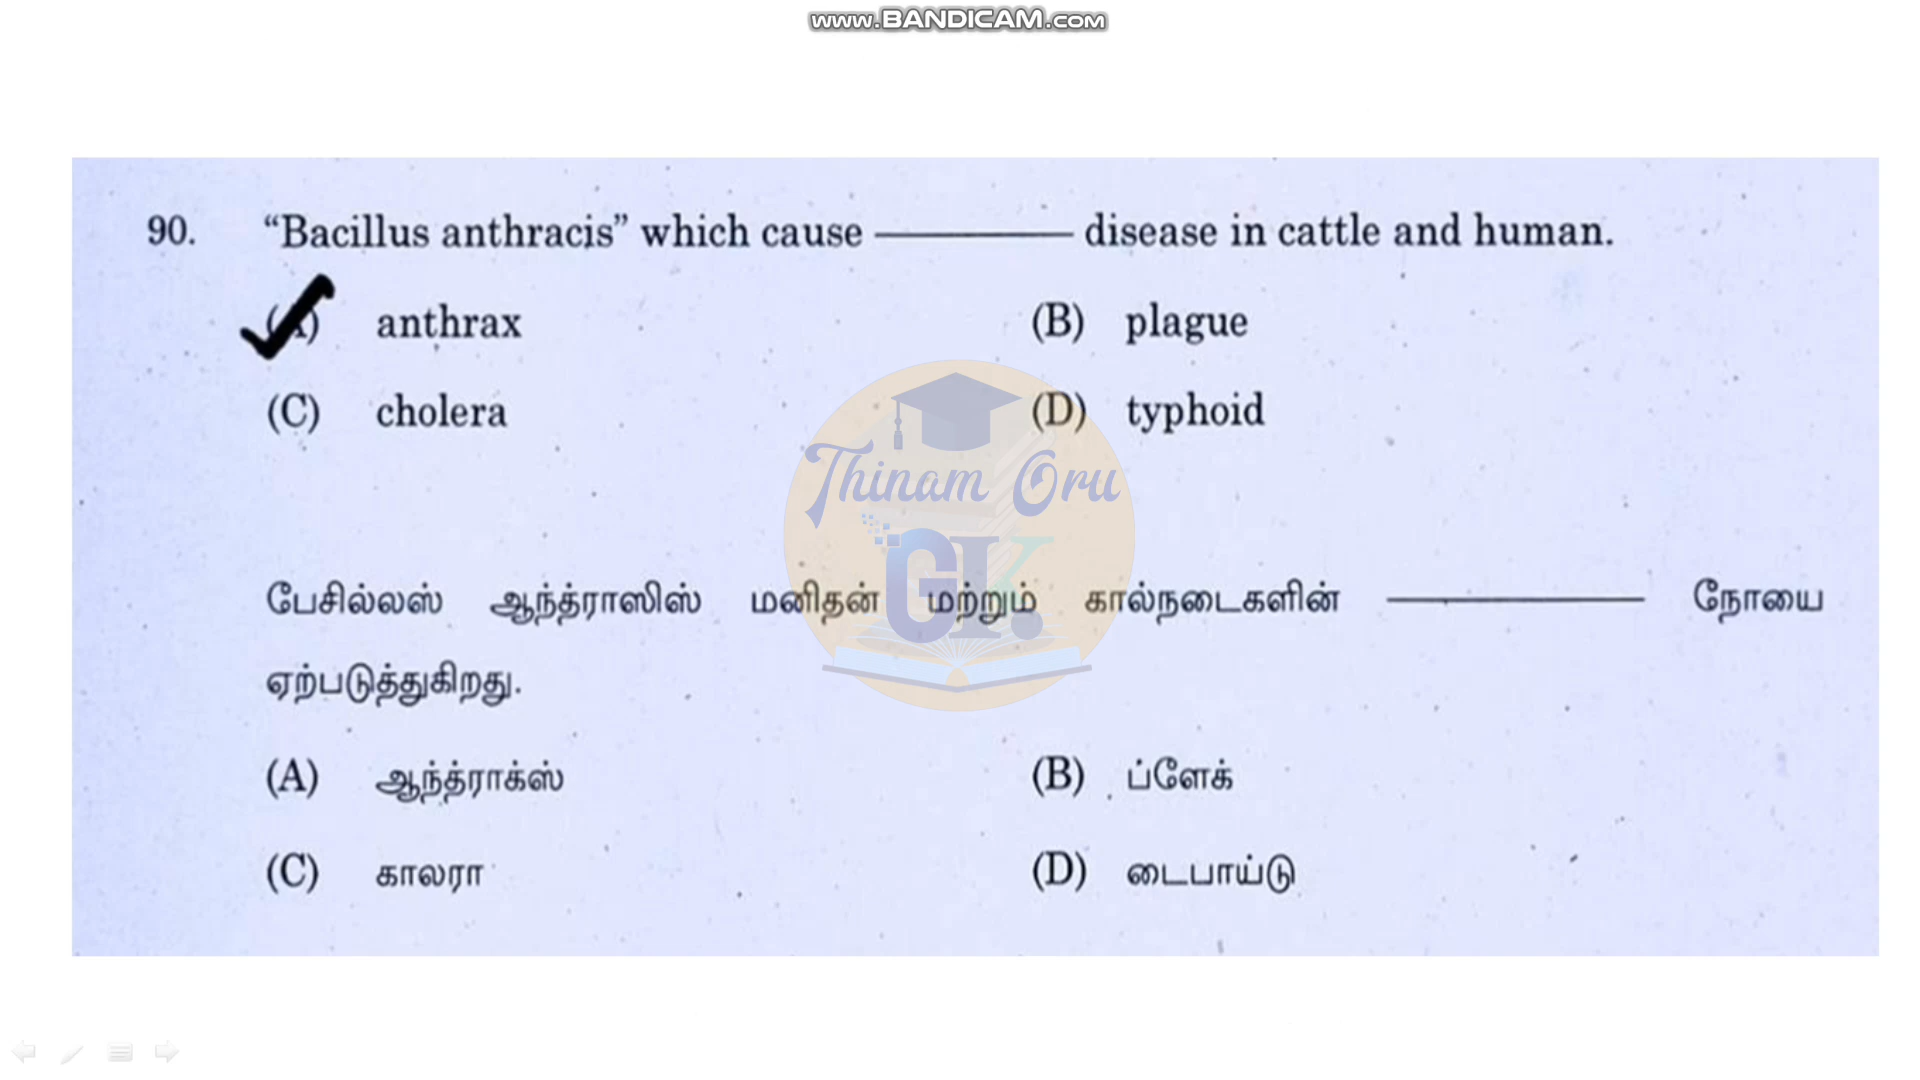 www.BANDICAM.com
90. “Bacillus anthracis” which cause ———— disease in cattle and human.
(A) anthrax (B) plague
(C) cholera (D) typhoid
Thinam Oru
GK.
பேசில்லஸ் ஆந்த்ராஸிஸ் மனிதன் மற்றும் கால்நடைகளின் ———— நோயை
ஏற்படுத்துகிறது.
(A) ஆந்த்ராக்ஸ் (B) ப்ளேக்
(C) காலரா (D) டைபாய்டு